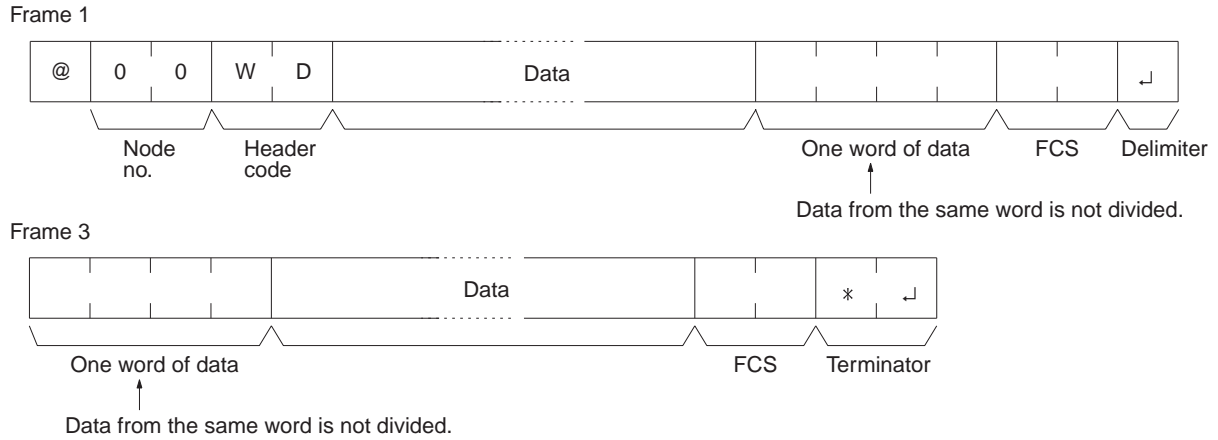 Frame 1
@ 0 0 W D Data ↵
Node no. Header code One word of data FCS Delimiter
Data from the same word is not divided.
Frame 3
Data * ↵
One word of data FCS Terminator
Data from the same word is not divided.